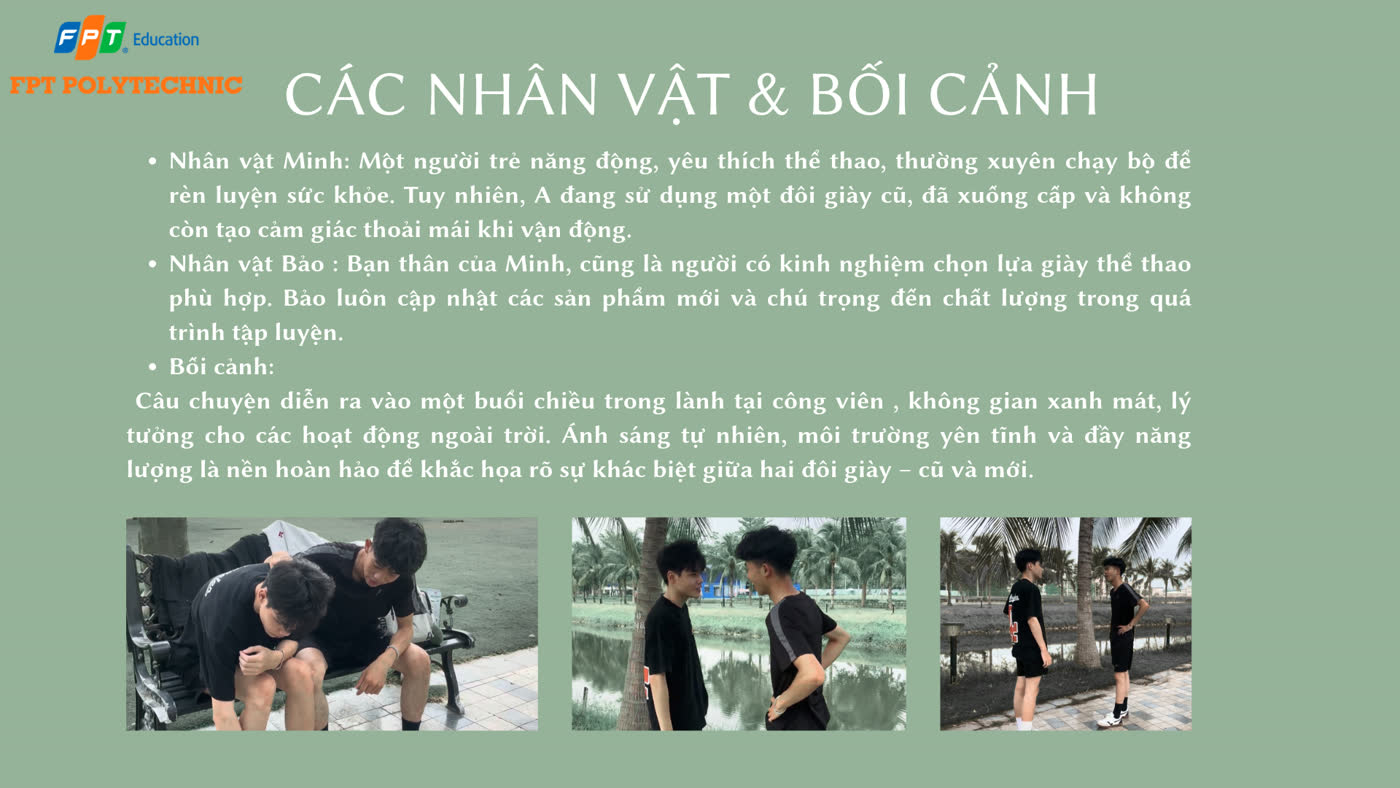 FPT Education
FPT POLYTECHNIC
CÁC NHÂN VẬT & BỐI CẢNH
• Nhân vật Minh: Một người trẻ năng động, yêu thích thể thao, thường xuyên chạy bộ để
rèn luyện sức khỏe. Tuy nhiên, A đang sử dụng một đôi giày cũ, đã xuống cấp và không
còn tạo cảm giác thoải mái khi vận động.
• Nhân vật Bảo : Bạn thân của Minh, cũng là người có kinh nghiệm chọn lựa giày thể thao
phù hợp. Bảo luôn cập nhật các sản phẩm mới và chú trọng đến chất lượng trong quá
trình tập luyện.
• Bối cảnh:
Câu chuyện diễn ra vào một buổi chiều trong lành tại công viên , không gian xanh mát, lý
tưởng cho các hoạt động ngoài trời. Ánh sáng tự nhiên, môi trường yên tĩnh và đầy năng
lượng là nền hoàn hảo để khắc họa rõ sự khác biệt giữa hai đôi giày – cũ và mới.